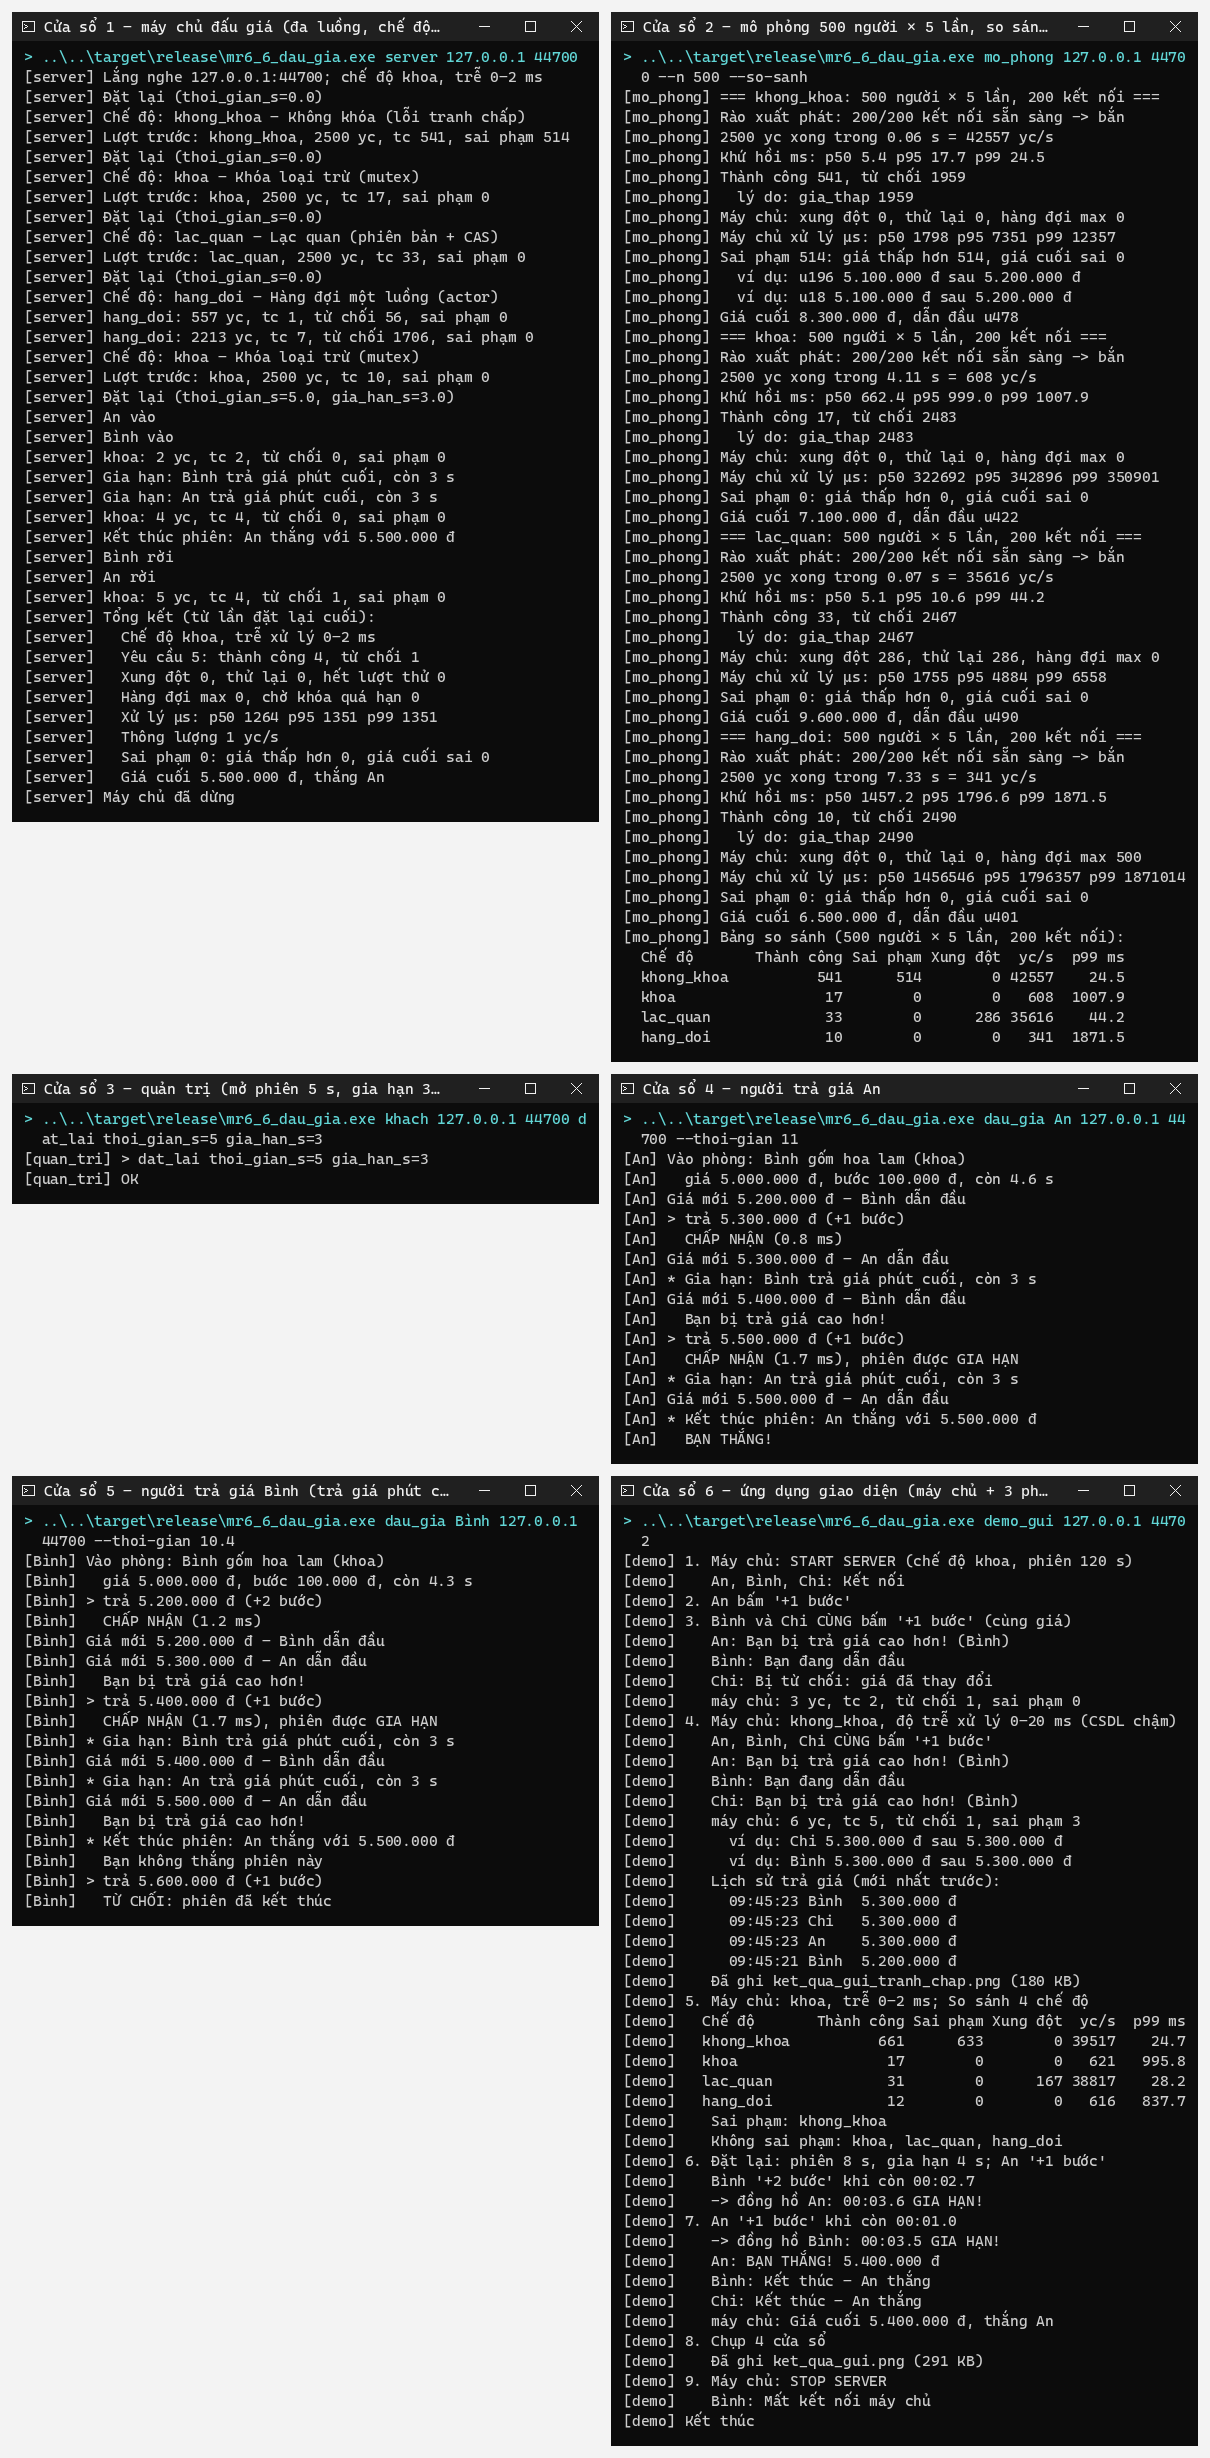 Cửa sổ 1 – máy chủ đấu giá (đa luồng, chế độ…
> ..\..\target\release\mr6_6_dau_gia.exe server 127.0.0.1 44700
[server] Lắng nghe 127.0.0.1:44700; chế độ khoa, trễ 0–2 ms
[server] Đặt lại (thoi_gian_s=0.0)
[server] Chế độ: khong_khoa – Không khóa (lỗi tranh chấp)
[server] Lượt trước: khong_khoa, 2500 yc, tc 541, sai phạm 514
[server] Đặt lại (thoi_gian_s=0.0)
[server] Chế độ: khoa – Khóa loại trừ (mutex)
[server] Lượt trước: khoa, 2500 yc, tc 17, sai phạm 0
[server] Đặt lại (thoi_gian_s=0.0)
[server] Chế độ: lac_quan – Lạc quan (phiên bản + CAS)
[server] Lượt trước: lac_quan, 2500 yc, tc 33, sai phạm 0
[server] Đặt lại (thoi_gian_s=0.0)
[server] Chế độ: hang_doi – Hàng đợi một luồng (actor)
[server] hang_doi: 557 yc, tc 1, từ chối 56, sai phạm 0
[server] hang_doi: 2213 yc, tc 7, từ chối 1706, sai phạm 0
[server] Chế độ: khoa – Khóa loại trừ (mutex)
[server] Lượt trước: khoa, 2500 yc, tc 10, sai phạm 0
[server] Đặt lại (thoi_gian_s=5.0, gia_han_s=3.0)
[server] An vào
[server] Bình vào
[server] khoa: 2 yc, tc 2, từ chối 0, sai phạm 0
[server] Gia hạn: Bình trả giá phút cuối, còn 3 s
[server] Gia hạn: An trả giá phút cuối, còn 3 s
[server] khoa: 4 yc, tc 4, từ chối 0, sai phạm 0
[server] Kết thúc phiên: An thắng với 5.500.000 đ
[server] Bình rời
[server] An rời
[server] khoa: 5 yc, tc 4, từ chối 1, sai phạm 0
[server] Tổng kết (từ lần đặt lại cuối):
[server]   Chế độ khoa, trễ xử lý 0–2 ms
[server]   Yêu cầu 5: thành công 4, từ chối 1
[server]   Xung đột 0, thử lại 0, hết lượt thử 0
[server]   Hàng đợi max 0, chờ khóa quá hạn 0
[server]   Xử lý µs: p50 1264 p95 1351 p99 1351
[server]   Thông lượng 1 yc/s
[server]   Sai phạm 0: giá thấp hơn 0, giá cuối sai 0
[server]   Giá cuối 5.500.000 đ, thắng An
[server] Máy chủ đã dừng
Cửa sổ 2 – mô phỏng 500 người × 5 lần, so sán…
> ..\..\target\release\mr6_6_dau_gia.exe mo_phong 127.0.0.1 4470
0 --n 500 --so-sanh
[mo_phong] === khong_khoa: 500 người × 5 lần, 200 kết nối ===
[mo_phong] Rào xuất phát: 200/200 kết nối sẵn sàng -> bắn
[mo_phong] 2500 yc xong trong 0.06 s = 42557 yc/s
[mo_phong] Khứ hồi ms: p50 5.4 p95 17.7 p99 24.5
[mo_phong] Thành công 541, từ chối 1959
[mo_phong]   lý do: gia_thap 1959
[mo_phong] Máy chủ: xung đột 0, thử lại 0, hàng đợi max 0
[mo_phong] Máy chủ xử lý µs: p50 1798 p95 7351 p99 12357
[mo_phong] Sai phạm 514: giá thấp hơn 514, giá cuối sai 0
[mo_phong]   ví dụ: u196 5.100.000 đ sau 5.200.000 đ
[mo_phong]   ví dụ: u18 5.100.000 đ sau 5.200.000 đ
[mo_phong] Giá cuối 8.300.000 đ, dẫn đầu u478
[mo_phong] === khoa: 500 người × 5 lần, 200 kết nối ===
[mo_phong] Rào xuất phát: 200/200 kết nối sẵn sàng -> bắn
[mo_phong] 2500 yc xong trong 4.11 s = 608 yc/s
[mo_phong] Khứ hồi ms: p50 662.4 p95 999.0 p99 1007.9
[mo_phong] Thành công 17, từ chối 2483
[mo_phong]   lý do: gia_thap 2483
[mo_phong] Máy chủ: xung đột 0, thử lại 0, hàng đợi max 0
[mo_phong] Máy chủ xử lý µs: p50 322692 p95 342896 p99 350901
[mo_phong] Sai phạm 0: giá thấp hơn 0, giá cuối sai 0
[mo_phong] Giá cuối 7.100.000 đ, dẫn đầu u422
[mo_phong] === lac_quan: 500 người × 5 lần, 200 kết nối ===
[mo_phong] Rào xuất phát: 200/200 kết nối sẵn sàng -> bắn
[mo_phong] 2500 yc xong trong 0.07 s = 35616 yc/s
[mo_phong] Khứ hồi ms: p50 5.1 p95 10.6 p99 44.2
[mo_phong] Thành công 33, từ chối 2467
[mo_phong]   lý do: gia_thap 2467
[mo_phong] Máy chủ: xung đột 286, thử lại 286, hàng đợi max 0
[mo_phong] Máy chủ xử lý µs: p50 1755 p95 4884 p99 6558
[mo_phong] Sai phạm 0: giá thấp hơn 0, giá cuối sai 0
[mo_phong] Giá cuối 9.600.000 đ, dẫn đầu u490
[mo_phong] === hang_doi: 500 người × 5 lần, 200 kết nối ===
[mo_phong] Rào xuất phát: 200/200 kết nối sẵn sàng -> bắn
[mo_phong] 2500 yc xong trong 7.33 s = 341 yc/s
[mo_phong] Khứ hồi ms: p50 1457.2 p95 1796.6 p99 1871.5
[mo_phong] Thành công 10, từ chối 2490
[mo_phong]   lý do: gia_thap 2490
[mo_phong] Máy chủ: xung đột 0, thử lại 0, hàng đợi max 500
[mo_phong] Máy chủ xử lý µs: p50 1456546 p95 1796357 p99 1871014
[mo_phong] Sai phạm 0: giá thấp hơn 0, giá cuối sai 0
[mo_phong] Giá cuối 6.500.000 đ, dẫn đầu u401
[mo_phong] Bảng so sánh (500 người × 5 lần, 200 kết nối):
Chế độ Thành công Sai phạm Xung đột yc/s p99 ms
khong_khoa 541 514 0 42557 24.5
khoa 17 0 0 608 1007.9
lac_quan 33 0 286 35616 44.2
hang_doi 10 0 0 341 1871.5
Cửa sổ 3 – quản trị (mở phiên 5 s, gia hạn 3…
> ..\..\target\release\mr6_6_dau_gia.exe khach 127.0.0.1 44700 d
at_lai thoi_gian_s=5 gia_han_s=3
[quan_tri] > dat_lai thoi_gian_s=5 gia_han_s=3
[quan_tri] OK
Cửa sổ 4 – người trả giá An
> ..\..\target\release\mr6_6_dau_gia.exe dau_gia An 127.0.0.1 44
700 --thoi-gian 11
[An] Vào phòng: Bình gốm hoa lam (khoa)
[An]   giá 5.000.000 đ, bước 100.000 đ, còn 4.6 s
[An] Giá mới 5.200.000 đ – Bình dẫn đầu
[An] > trả 5.300.000 đ (+1 bước)
[An]   CHẤP NHẬN (0.8 ms)
[An] Giá mới 5.300.000 đ – An dẫn đầu
[An] * Gia hạn: Bình trả giá phút cuối, còn 3 s
[An] Giá mới 5.400.000 đ – Bình dẫn đầu
[An]   Bạn bị trả giá cao hơn!
[An] > trả 5.500.000 đ (+1 bước)
[An]   CHẤP NHẬN (1.7 ms), phiên được GIA HẠN
[An] * Gia hạn: An trả giá phút cuối, còn 3 s
[An] Giá mới 5.500.000 đ – An dẫn đầu
[An] * Kết thúc phiên: An thắng với 5.500.000 đ
[An]   BẠN THẮNG!
Cửa sổ 5 – người trả giá Bình (trả giá phút c…
> ..\..\target\release\mr6_6_dau_gia.exe dau_gia Bình 127.0.0.1
44700 --thoi-gian 10.4
[Bình] Vào phòng: Bình gốm hoa lam (khoa)
[Bình]   giá 5.000.000 đ, bước 100.000 đ, còn 4.3 s
[Bình] > trả 5.200.000 đ (+2 bước)
[Bình]   CHẤP NHẬN (1.2 ms)
[Bình] Giá mới 5.200.000 đ – Bình dẫn đầu
[Bình] Giá mới 5.300.000 đ – An dẫn đầu
[Bình]   Bạn bị trả giá cao hơn!
[Bình] > trả 5.400.000 đ (+1 bước)
[Bình]   CHẤP NHẬN (1.7 ms), phiên được GIA HẠN
[Bình] * Gia hạn: Bình trả giá phút cuối, còn 3 s
[Bình] Giá mới 5.400.000 đ – Bình dẫn đầu
[Bình] * Gia hạn: An trả giá phút cuối, còn 3 s
[Bình] Giá mới 5.500.000 đ – An dẫn đầu
[Bình]   Bạn bị trả giá cao hơn!
[Bình] * Kết thúc phiên: An thắng với 5.500.000 đ
[Bình]   Bạn không thắng phiên này
[Bình] > trả 5.600.000 đ (+1 bước)
[Bình]   TỪ CHỐI: phiên đã kết thúc
Cửa sổ 6 – ứng dụng giao diện (máy chủ + 3 ph…
> ..\..\target\release\mr6_6_dau_gia.exe demo_gui 127.0.0.1 4470
2
[demo] 1. Máy chủ: START SERVER (chế độ khoa, phiên 120 s)
[demo]    An, Bình, Chi: Kết nối
[demo] 2. An bấm '+1 bước'
[demo] 3. Bình và Chi CÙNG bấm '+1 bước' (cùng giá)
[demo]    An: Bạn bị trả giá cao hơn! (Bình)
[demo]    Bình: Bạn đang dẫn đầu
[demo]    Chi: Bị từ chối: giá đã thay đổi
[demo]    máy chủ: 3 yc, tc 2, từ chối 1, sai phạm 0
[demo] 4. Máy chủ: khong_khoa, độ trễ xử lý 0–20 ms (CSDL chậm)
[demo]    An, Bình, Chi CÙNG bấm '+1 bước'
[demo]    An: Bạn bị trả giá cao hơn! (Bình)
[demo]    Bình: Bạn đang dẫn đầu
[demo]    Chi: Bạn bị trả giá cao hơn! (Bình)
[demo]    máy chủ: 6 yc, tc 5, từ chối 1, sai phạm 3
[demo]      ví dụ: Chi 5.300.000 đ sau 5.300.000 đ
[demo]      ví dụ: Bình 5.300.000 đ sau 5.300.000 đ
[demo]    Lịch sử trả giá (mới nhất trước):
[demo]      09:45:23 Bình  5.300.000 đ
[demo]      09:45:23 Chi   5.300.000 đ
[demo]      09:45:23 An    5.300.000 đ
[demo]      09:45:21 Bình  5.200.000 đ
[demo]    Đã ghi ket_qua_gui_tranh_chap.png (180 KB)
[demo] 5. Máy chủ: khoa, trễ 0–2 ms; So sánh 4 chế độ
[demo]   Chế độ Thành công Sai phạm Xung đột yc/s p99 ms
[demo]   khong_khoa 661 633 0 39517 24.7
[demo]   khoa 17 0 0 621 995.8
[demo]   lac_quan 31 0 167 38817 28.2
[demo]   hang_doi 12 0 0 616 837.7
[demo]    Sai phạm: khong_khoa
[demo]    Không sai phạm: khoa, lac_quan, hang_doi
[demo] 6. Đặt lại: phiên 8 s, gia hạn 4 s; An '+1 bước'
[demo]    Bình '+2 bước' khi còn 00:02.7
[demo]    -> đồng hồ An: 00:03.6 GIA HẠN!
[demo] 7. An '+1 bước' khi còn 00:01.0
[demo]    -> đồng hồ Bình: 00:03.5 GIA HẠN!
[demo]    An: BẠN THẮNG! 5.400.000 đ
[demo]    Bình: Kết thúc – An thắng
[demo]    Chi: Kết thúc – An thắng
[demo]    máy chủ: Giá cuối 5.400.000 đ, thắng An
[demo] 8. Chụp 4 cửa sổ
[demo]    Đã ghi ket_qua_gui.png (291 KB)
[demo] 9. Máy chủ: STOP SERVER
[demo]    Bình: Mất kết nối máy chủ
[demo] Kết thúc